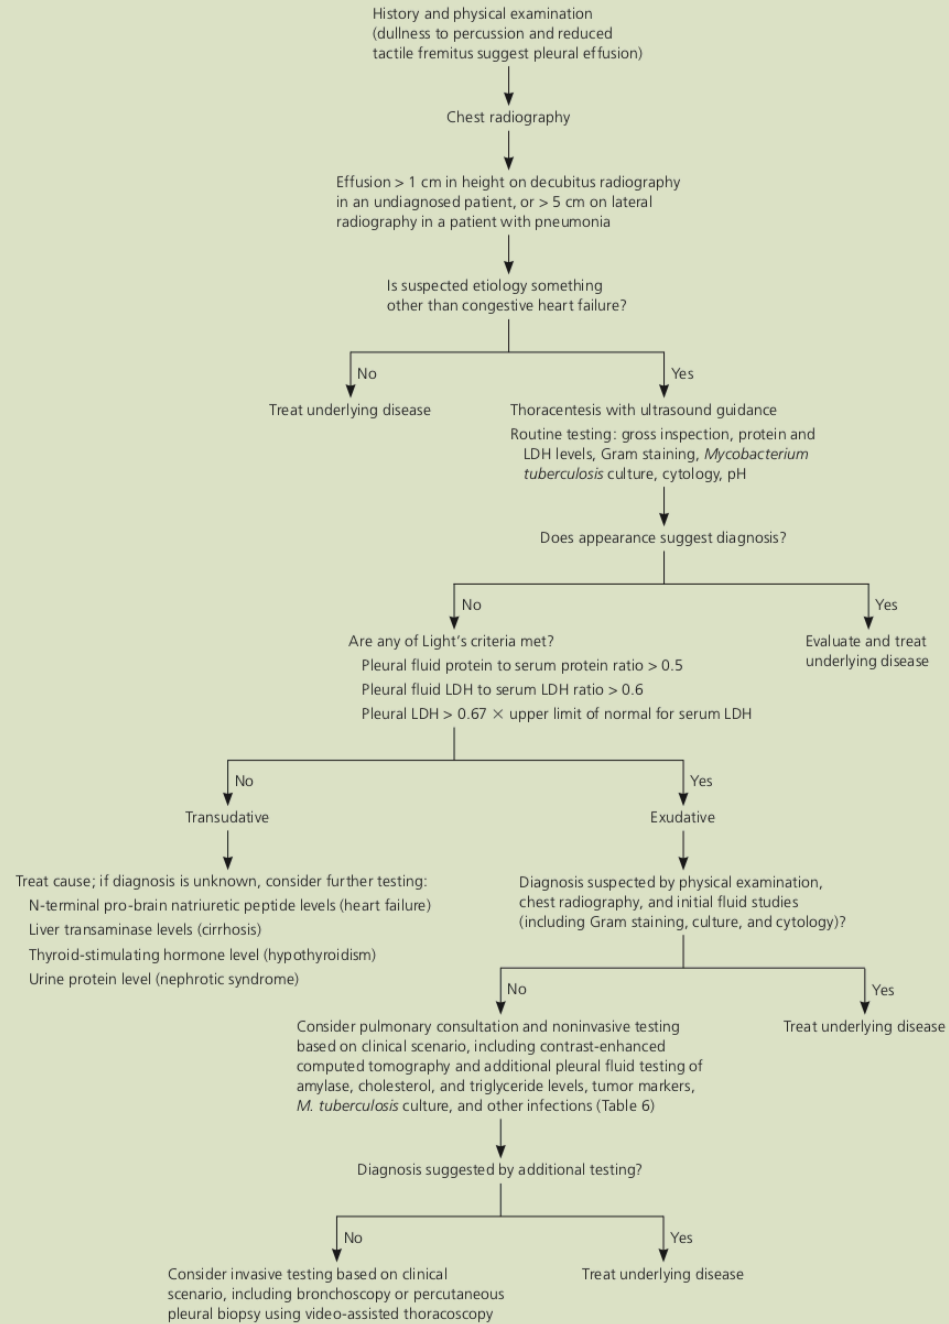 History and physical examination
(dullness to percussion and reduced
tactile fremitus suggest pleural effusion)
Chest radiography
Effusion > 1 cm in height on decubitus radiography
in an undiagnosed patient, or > 5 cm on lateral
radiography in a patient with pneumonia
Is suspected etiology something
other than congestive heart failure?
No
Yes
Treat underlying disease
Thoracentesis with ultrasound guidance
Routine testing: gross inspection, protein and
LDH levels, Gram staining, Mycobacterium
tuberculosis culture, cytology, pH
Does appearance suggest diagnosis?
No
Yes
Are any of Light's criteria met?
Pleural fluid protein to serum protein ratio > 0.5
Pleural fluid LDH to serum LDH ratio > 0.6
Pleural LDH > 0.67 × upper limit of normal for serum LDH
Evaluate and treat
underlying disease
No
Yes
Transudative
Exudative
Treat cause; if diagnosis is unknown, consider further testing:
N-terminal pro-brain natriuretic peptide levels (heart failure)
Liver transaminase levels (cirrhosis)
Thyroid-stimulating hormone level (hypothyroidism)
Urine protein level (nephrotic syndrome)
Diagnosis suspected by physical examination,
chest radiography, and initial fluid studies
(including Gram staining, culture, and cytology)?
No
Yes
Consider pulmonary consultation and noninvasive testing
based on clinical scenario, including contrast-enhanced
computed tomography and additional pleural fluid testing of
amylase, cholesterol, and triglyceride levels, tumor markers,
M. tuberculosis culture, and other infections (Table 6)
Treat underlying disease
Diagnosis suggested by additional testing?
No
Yes
Consider invasive testing based on clinical
scenario, including bronchoscopy or percutaneous
pleural biopsy using video-assisted thoracoscopy
Treat underlying disease